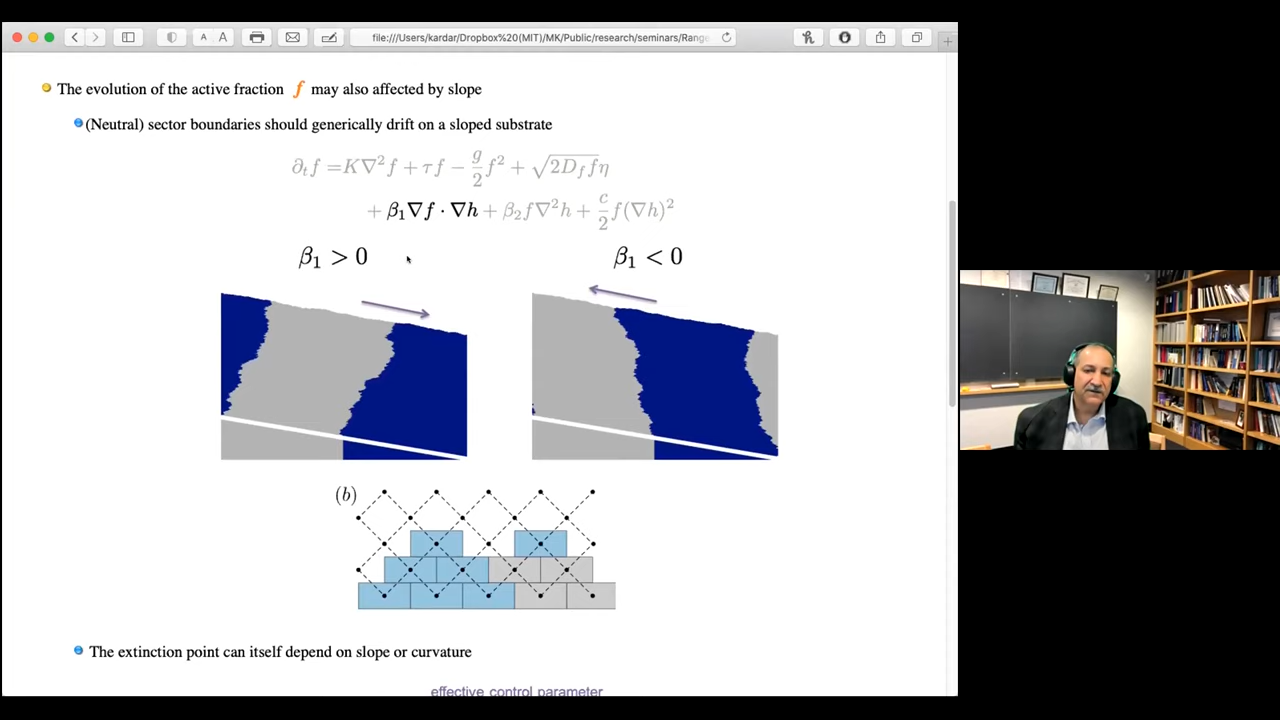 A A
file:///Users/kardar/Dropbox%20(MIT)/MK/Public/research/seminars/Rang
The evolution of the active fraction f may also affected by slope
(Neutral) sector boundaries should generically drift on a sloped substrate
∂ₜf =K∇²f + τf − g/2 f² + √(2D_f f)η
+ β₁∇f · ∇h + β₂f∇²h + c/2 f(∇h)²
β₁ > 0 β₁ < 0
(b)
The extinction point can itself depend on slope or curvature
effective control parameter